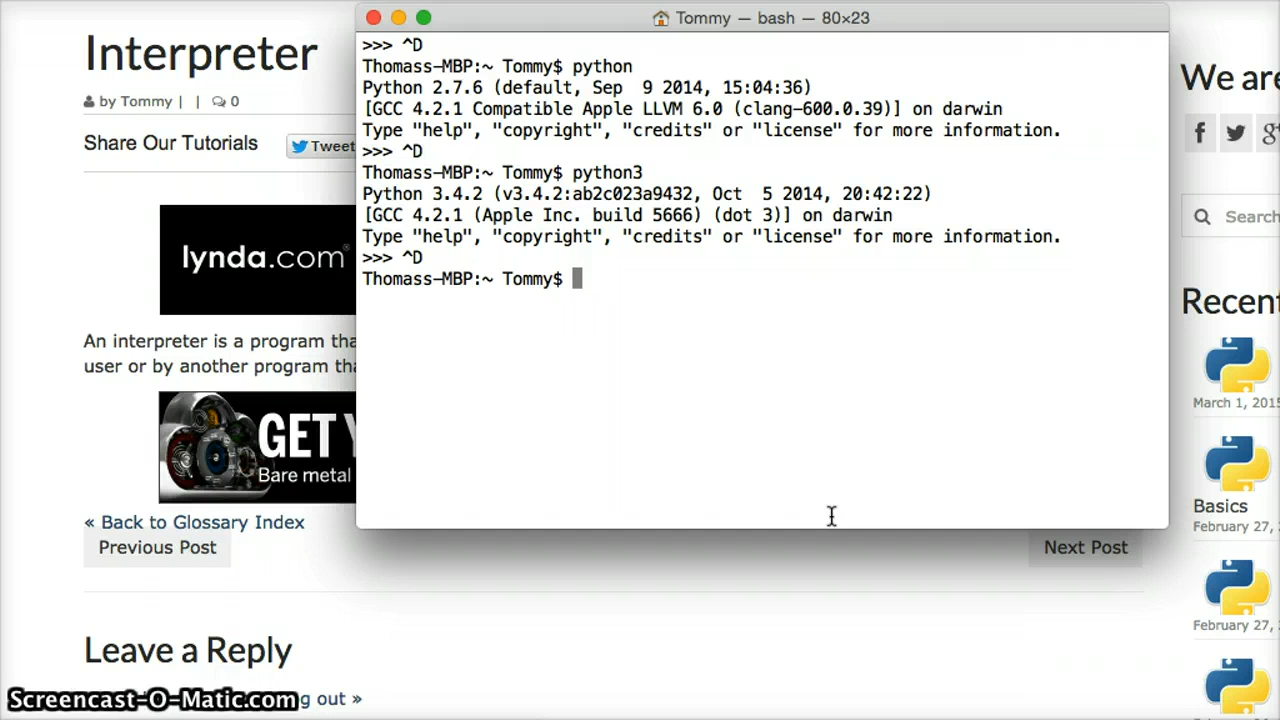 Interpreter
by Tommy | | 0
Share Our Tutorials
Tweet
lynda.com®
An interpreter is a program tha
user or by another program tha
GET Y
Bare metal
« Back to Glossary Index
Previous Post
Next Post
Leave a Reply
g out »
Screencast-O-Matic.com
Tommy — bash — 80×23
>>> ^D
Thomass-MBP:~ Tommy$ python
Python 2.7.6 (default, Sep  9 2014, 15:04:36)
[GCC 4.2.1 Compatible Apple LLVM 6.0 (clang-600.0.39)] on darwin
Type "help", "copyright", "credits" or "license" for more information.
>>> ^D
Thomass-MBP:~ Tommy$ python3
Python 3.4.2 (v3.4.2:ab2c023a9432, Oct  5 2014, 20:42:22)
[GCC 4.2.1 (Apple Inc. build 5666) (dot 3)] on darwin
Type "help", "copyright", "credits" or "license" for more information.
>>> ^D
Thomass-MBP:~ Tommy$
We are
Search
Recent
March 1, 2015
Basics
February 27,
February 27,